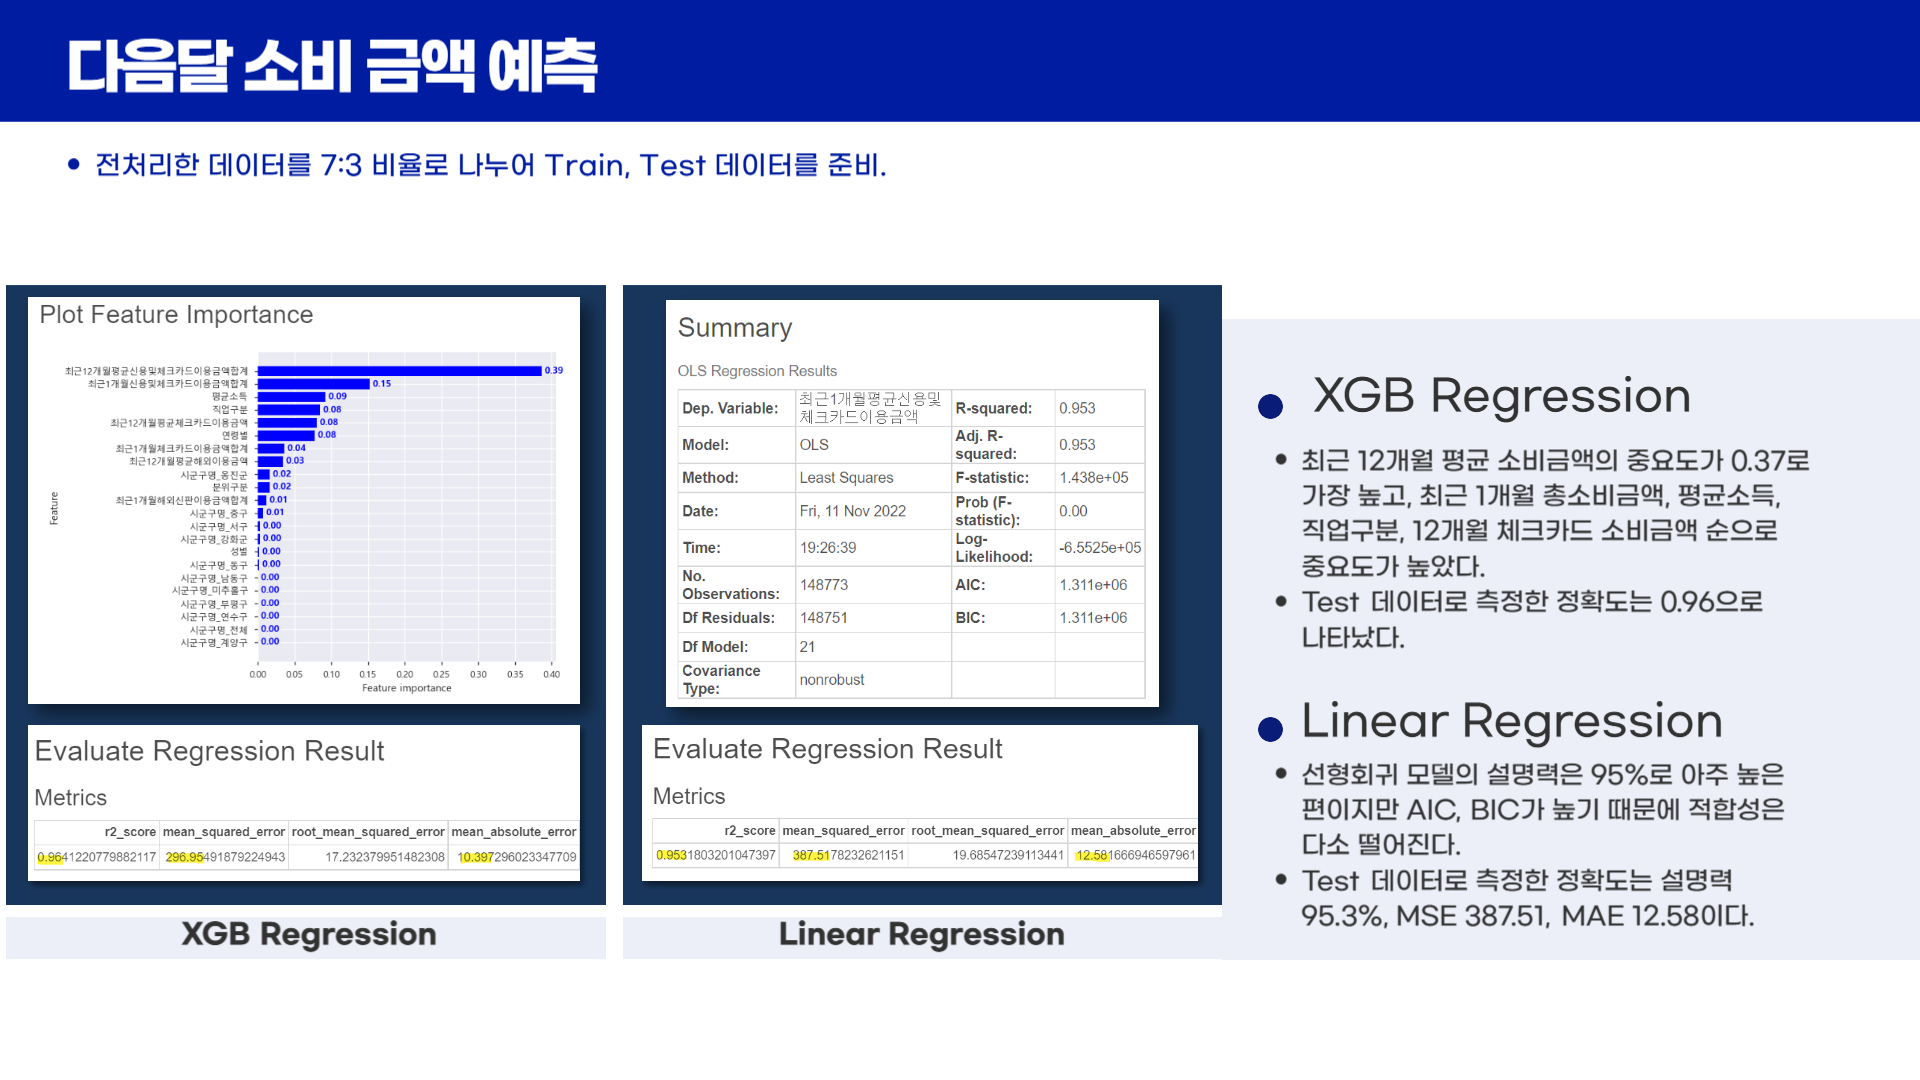 다음달 소비 금액 예측
• 전처리한 데이터를 7:3 비율로 나누어 Train, Test 데이터를 준비.
Plot Feature Importance
최근12개월평균신용및체크카드이용금액합계 0.39
최근1개월신용및체크카드이용금액합계 0.15
평균소득 0.09
직업구분 0.08
최근12개월평균체크카드이용금액 0.08
연령별 0.08
최근1개월체크카드이용금액합계 0.04
최근12개월평균해외이용금액 0.03
시군구명_옹진군 0.02
분위구분 0.02
최근1개월해외신판이용금액합계 0.01
시군구명_중구 0.01
시군구명_서구 0.00
시군구명_강화군 0.00
성별 0.00
시군구명_동구 0.00
시군구명_남동구 0.00
시군구명_미추홀구 0.00
시군구명_부평구 0.00
시군구명_연수구 0.00
시군구명_전체 0.00
시군구명_계양구 0.00
Feature
0.00 0.05 0.10 0.15 0.20 0.25 0.30 0.35 0.40
Feature importance
Evaluate Regression Result
Metrics
r2_score mean_squared_error root_mean_squared_error mean_absolute_error
0.9641220779882117 296.95491879224943 17.232379951482308 10.397296023347709
XGB Regression
Summary
OLS Regression Results
Dep. Variable: 최근1개월평균신용및 체크카드이용금액 R-squared: 0.953
Model: OLS Adj. R-squared: 0.953
Method: Least Squares F-statistic: 1.438e+05
Date: Fri, 11 Nov 2022 Prob (F-statistic): 0.00
Time: 19:26:39 Log-Likelihood: -6.5525e+05
No. Observations: 148773 AIC: 1.311e+06
Df Residuals: 148751 BIC: 1.311e+06
Df Model: 21
Covariance Type: nonrobust
Evaluate Regression Result
Metrics
r2_score mean_squared_error root_mean_squared_error mean_absolute_error
0.9531803201047397 387.5178232621151 19.68547239113441 12.581666946597961
Linear Regression
• XGB Regression
• 최근 12개월 평균 소비금액의 중요도가 0.37로
가장 높고, 최근 1개월 총소비금액, 평균소득,
직업구분, 12개월 체크카드 소비금액 순으로
중요도가 높았다.
• Test 데이터로 측정한 정확도는 0.96으로
나타났다.
• Linear Regression
• 선형회귀 모델의 설명력은 95%로 아주 높은
편이지만 AIC, BIC가 높기 때문에 적합성은
다소 떨어진다.
• Test 데이터로 측정한 정확도는 설명력
95.3%, MSE 387.51, MAE 12.58이다.